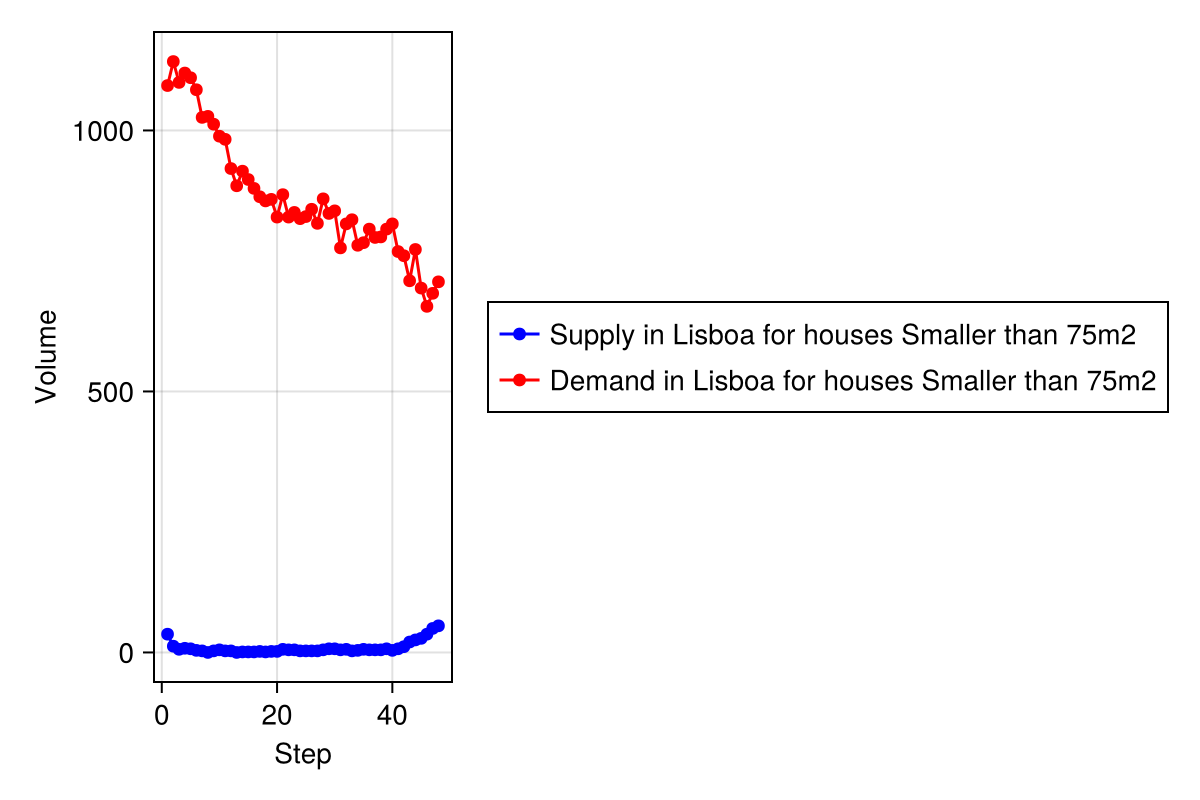 1000
500
0
Volume
0 20 40
Step
Supply in Lisboa for houses Smaller than 75m2
Demand in Lisboa for houses Smaller than 75m2